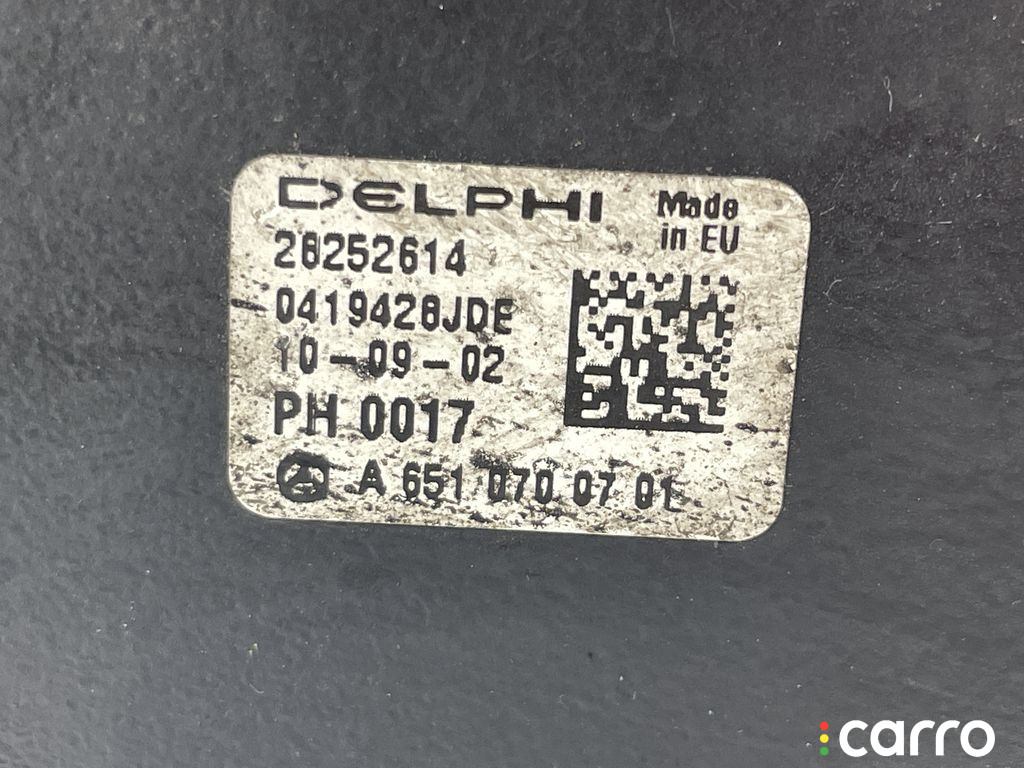 DELPHI
Made
in EU
28252614
0419428JDE
10-09-02
PH 0017
A 651 070 07 01
carro